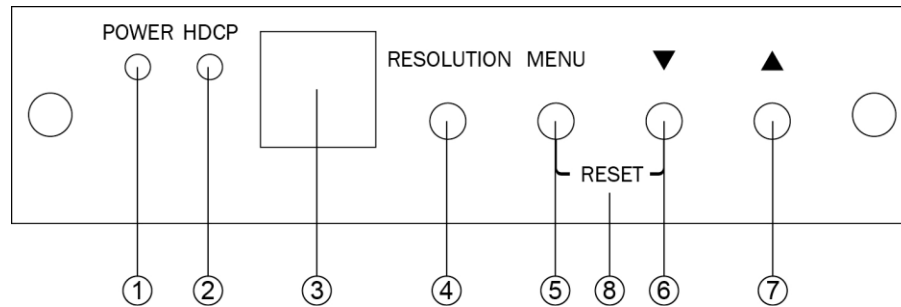 POWER HDCP
RESOLUTION MENU ▼ ▲
RESET
① ② ③ ④ ⑤ ⑧ ⑥ ⑦